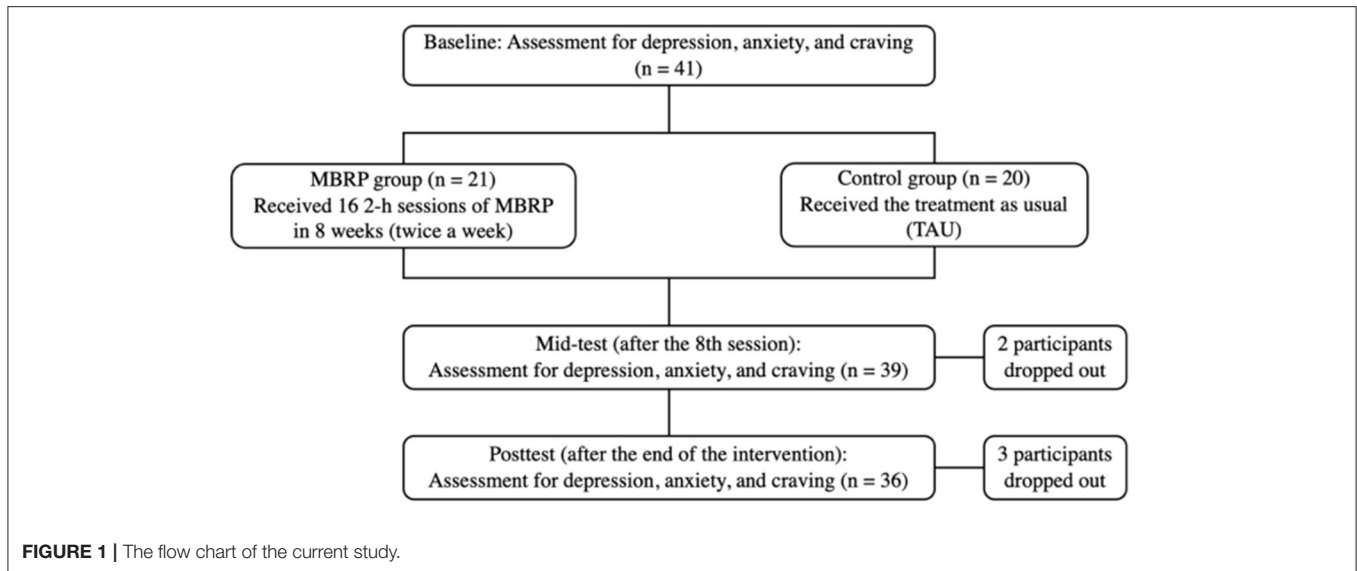 Baseline: Assessment for depression, anxiety, and craving
(n = 41)
MBRP group (n = 21)
Received 16 2-h sessions of MBRP
in 8 weeks (twice a week)
Control group (n = 20)
Received the treatment as usual
(TAU)
Mid-test (after the 8th session):
Assessment for depression, anxiety, and craving (n = 39)
2 participants
dropped out
Posttest (after the end of the intervention):
Assessment for depression, anxiety, and craving (n = 36)
3 participants
dropped out
FIGURE 1 | The flow chart of the current study.